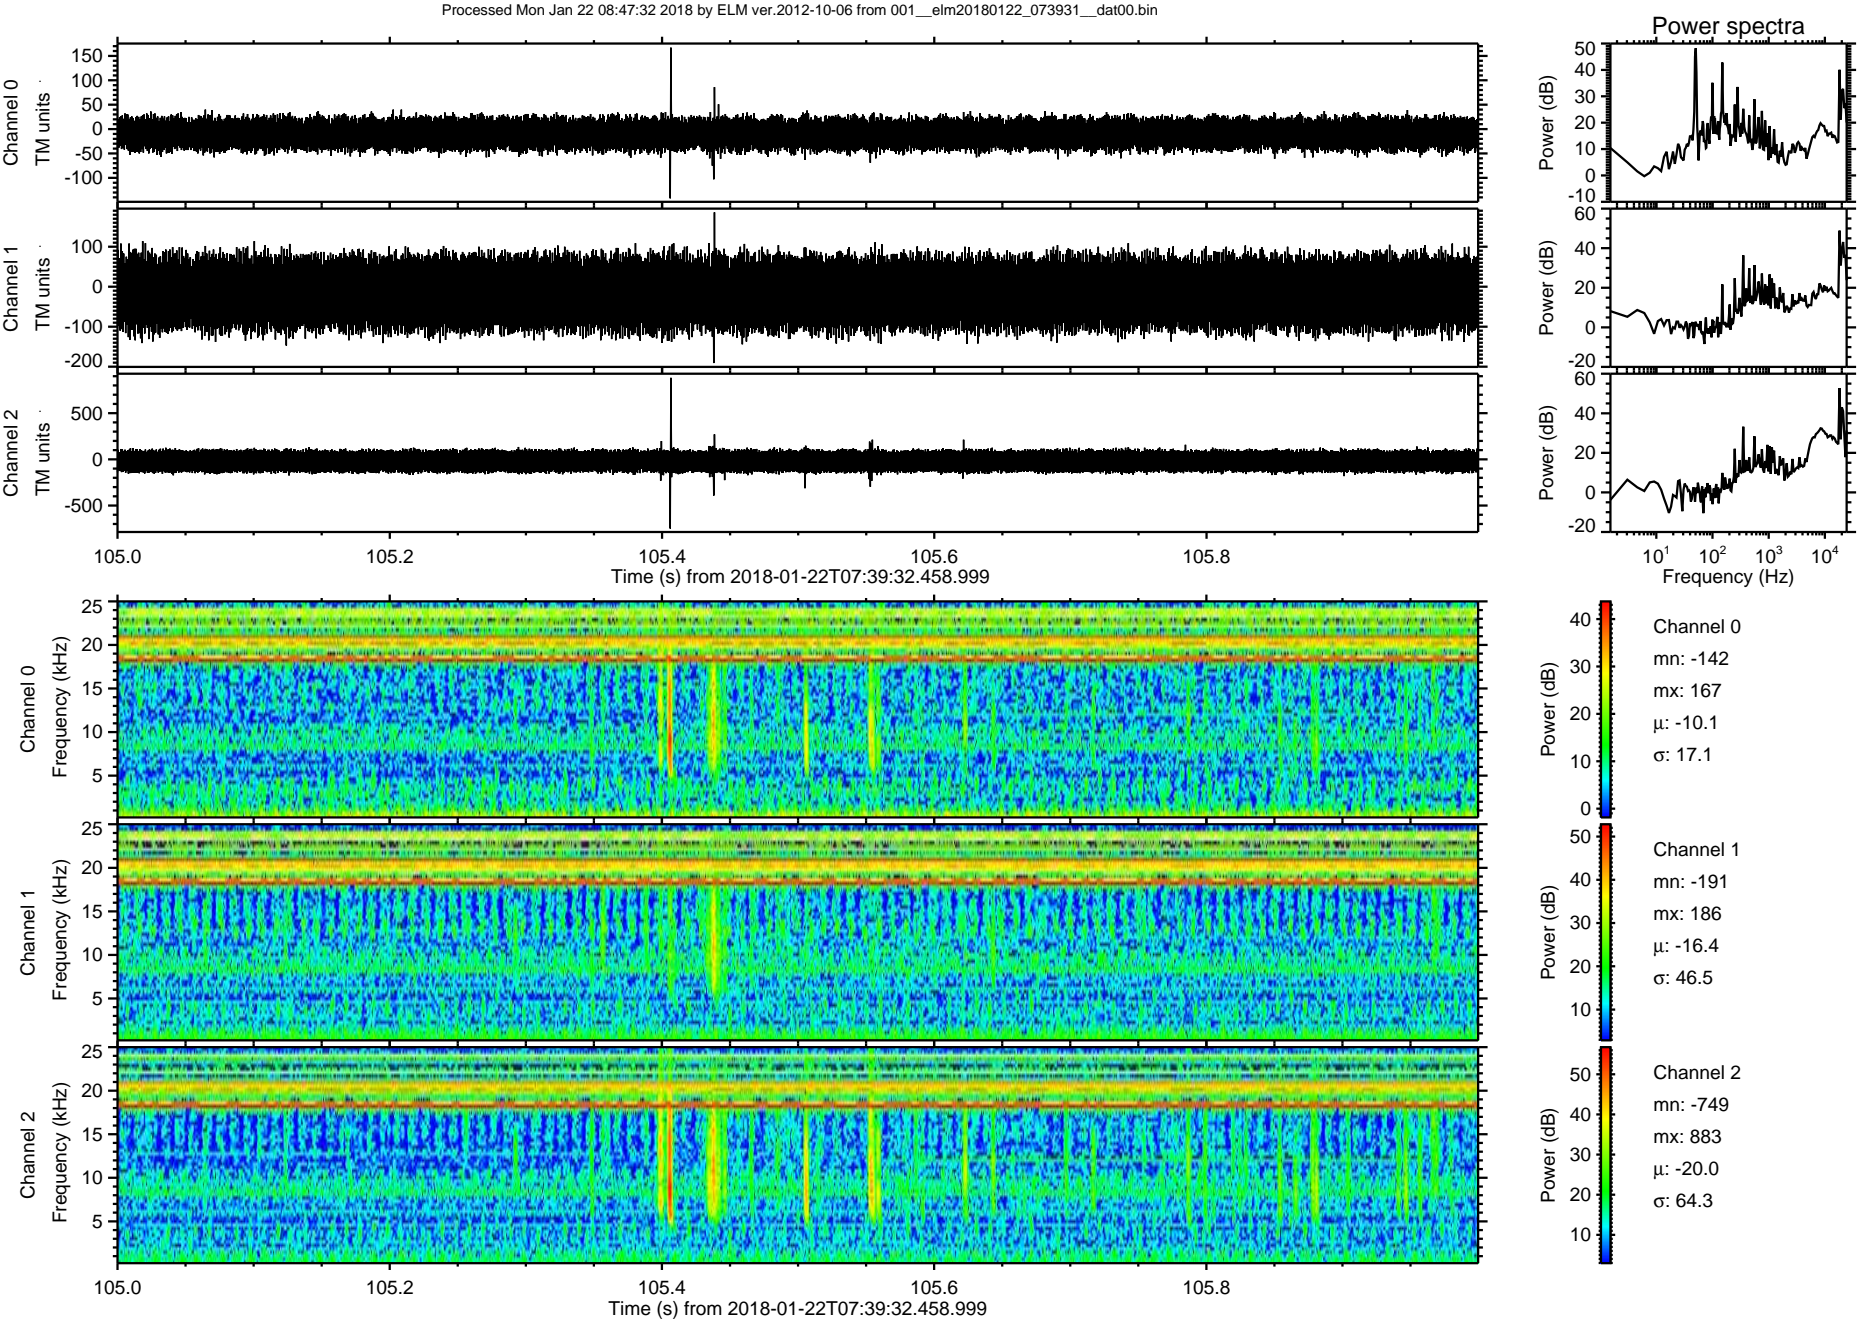 Processed Mon Jan 22 08:47:32 2018 by ELM ver.2012-10-06 from 001__elm20180122_073931__dat00.bin
Power spectra
Channel 0
TM units
150
100
50
0
-50
-100
Power (dB)
50
40
30
20
10
0
-10
Channel 1
TM units
100
0
-100
-200
Power (dB)
60
40
20
0
-20
Channel 2
TM units
500
0
-500
Power (dB)
60
40
20
0
-20
105.0 105.2 105.4 105.6 105.8
Time (s) from 2018-01-22T07:39:32.458.999
10^1 10^2 10^3 10^4
Frequency (Hz)
Channel 0
Frequency (kHz)
25
20
15
10
5
Power (dB)
40
30
20
10
0
Channel 0
mn: -142
mx: 167
μ: -10.1
σ: 17.1
Channel 1
Frequency (kHz)
25
20
15
10
5
Power (dB)
50
40
30
20
10
Channel 1
mn: -191
mx: 186
μ: -16.4
σ: 46.5
Channel 2
Frequency (kHz)
25
20
15
10
5
Power (dB)
50
40
30
20
10
Channel 2
mn: -749
mx: 883
μ: -20.0
σ: 64.3
105.0 105.2 105.4 105.6 105.8
Time (s) from 2018-01-22T07:39:32.458.999